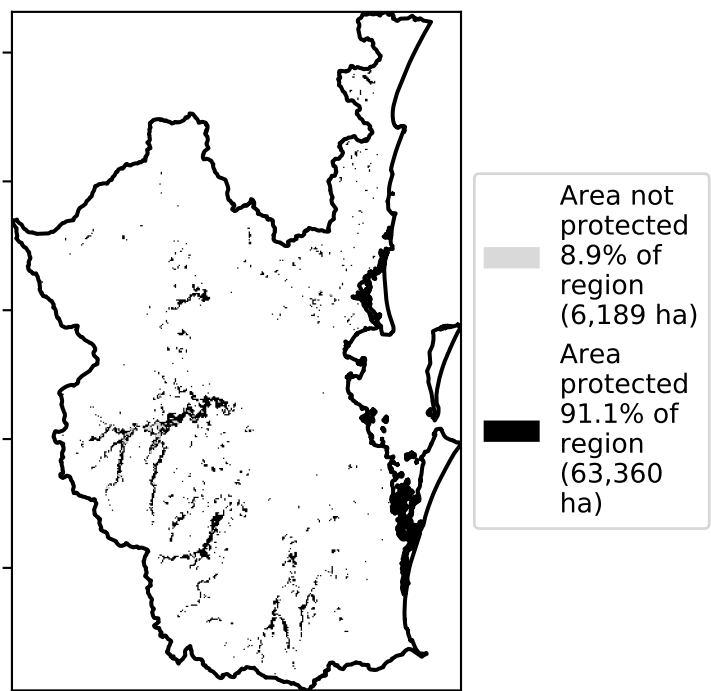 Area not
protected
8.9% of
region
(6,189 ha)
Area
protected
91.1% of
region
(63,360
ha)